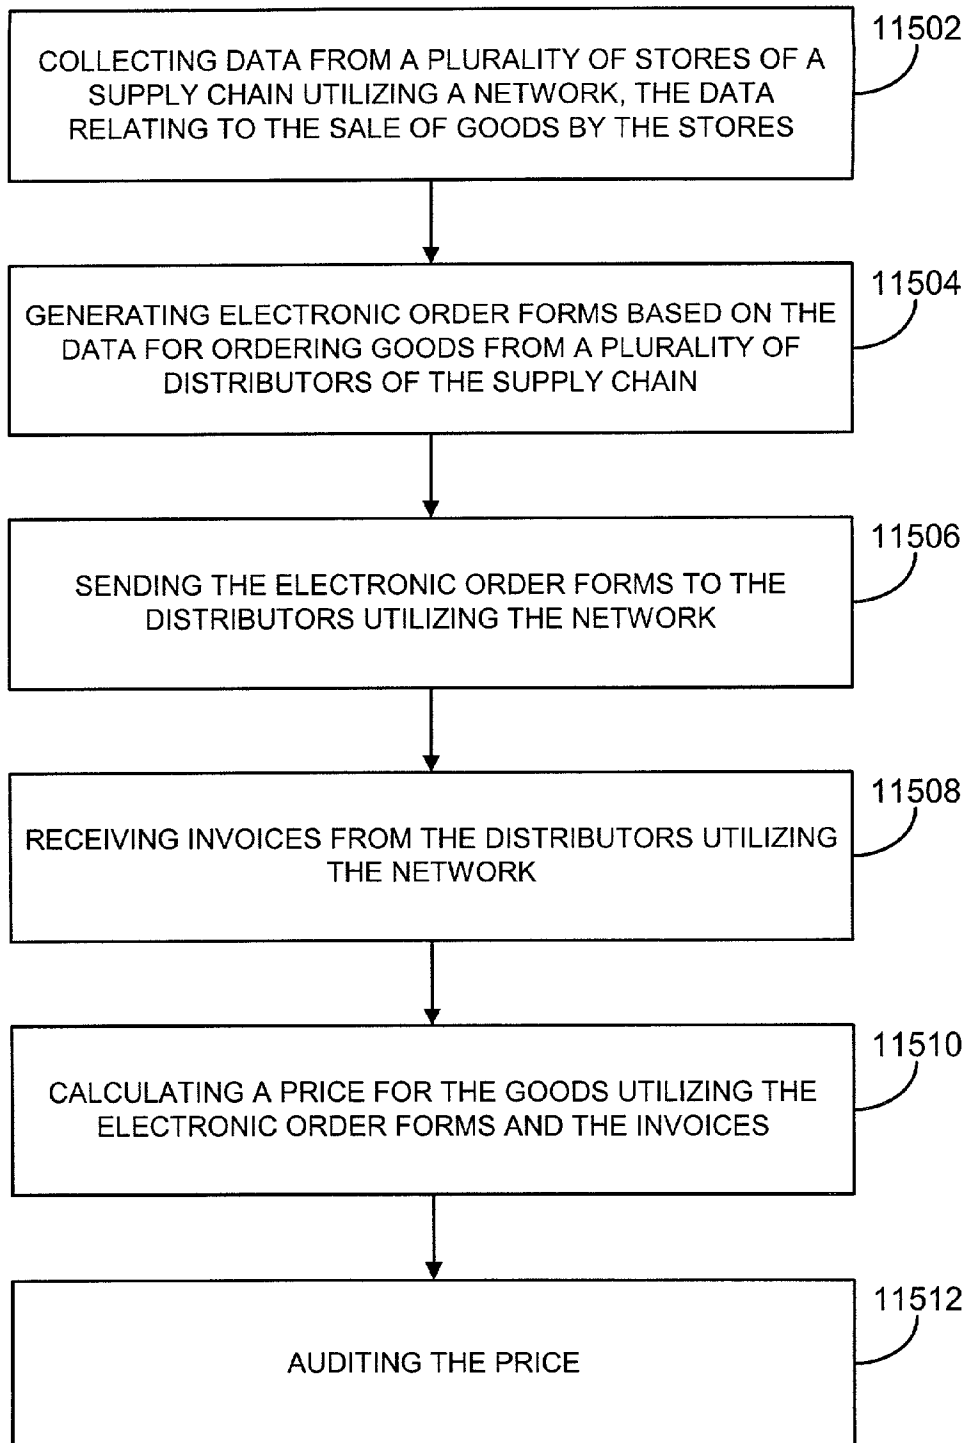 11502
COLLECTING DATA FROM A PLURALITY OF STORES OF A
SUPPLY CHAIN UTILIZING A NETWORK, THE DATA
RELATING TO THE SALE OF GOODS BY THE STORES
11504
GENERATING ELECTRONIC ORDER FORMS BASED ON THE
DATA FOR ORDERING GOODS FROM A PLURALITY OF
DISTRIBUTORS OF THE SUPPLY CHAIN
11506
SENDING THE ELECTRONIC ORDER FORMS TO THE
DISTRIBUTORS UTILIZING THE NETWORK
11508
RECEIVING INVOICES FROM THE DISTRIBUTORS UTILIZING
THE NETWORK
11510
CALCULATING A PRICE FOR THE GOODS UTILIZING THE
ELECTRONIC ORDER FORMS AND THE INVOICES
11512
AUDITING THE PRICE